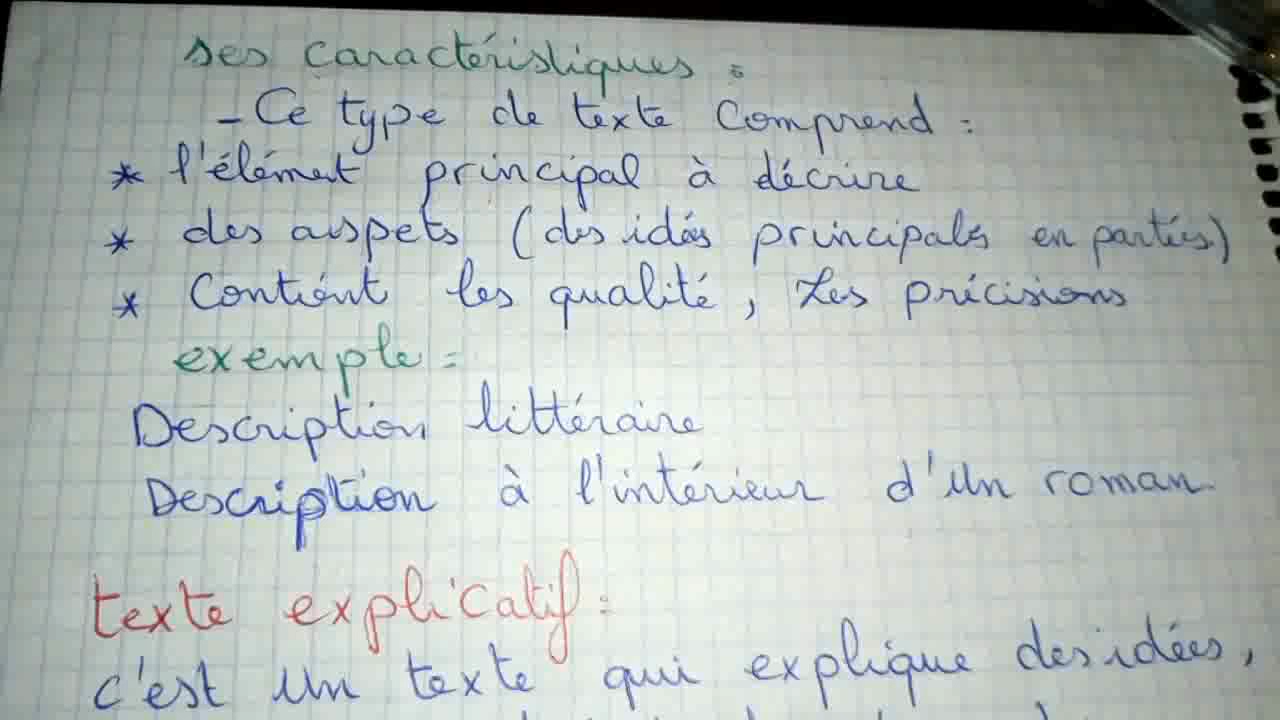 ses caractéristiques :
- Ce type de texte comprend :
* l'élément principal à décrire
* des aspets (des idés principals en parties)
* Contient les qualité, Les précisions
exemple :
Description littéraire
Description à l'intérieur d'un roman.
texte explicatif :
c'est un texte qui explique des idées,